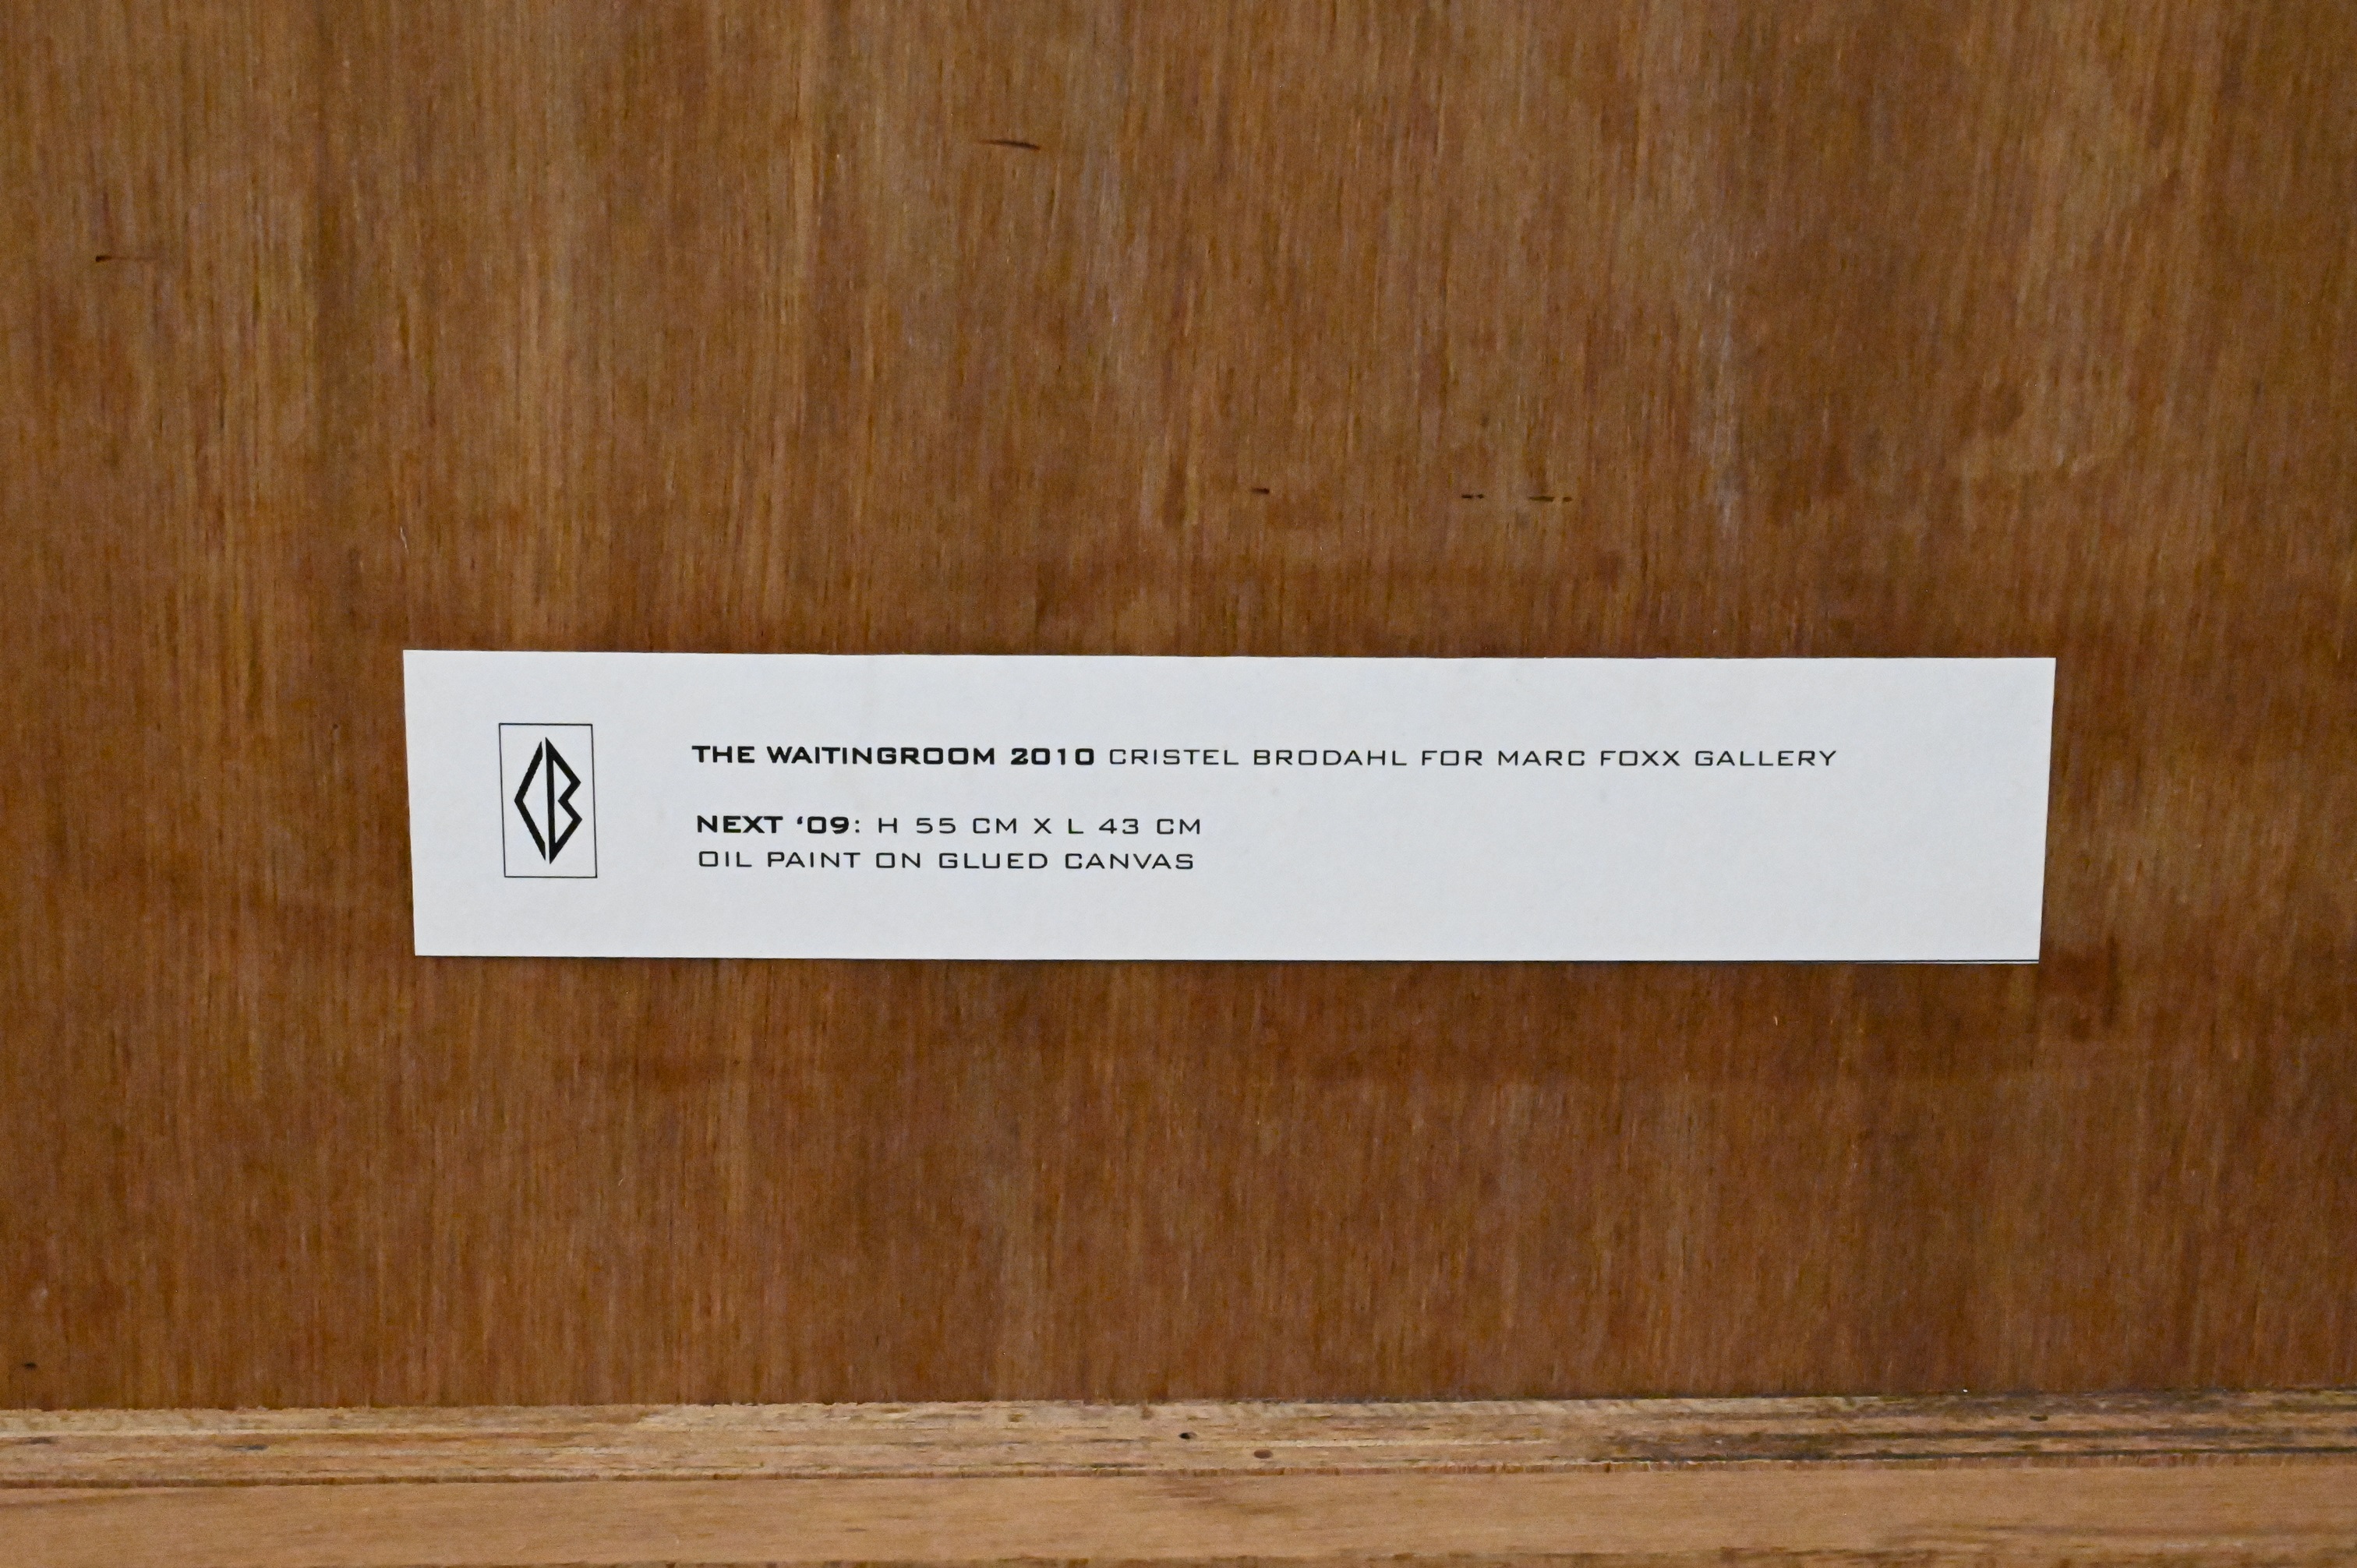 CB
THE WAITINGROOM 2010 CRISTEL BRODAHL FOR MARC FOXX GALLERY
NEXT ‘09: H 55 CM X L 43 CM
OIL PAINT ON GLUED CANVAS